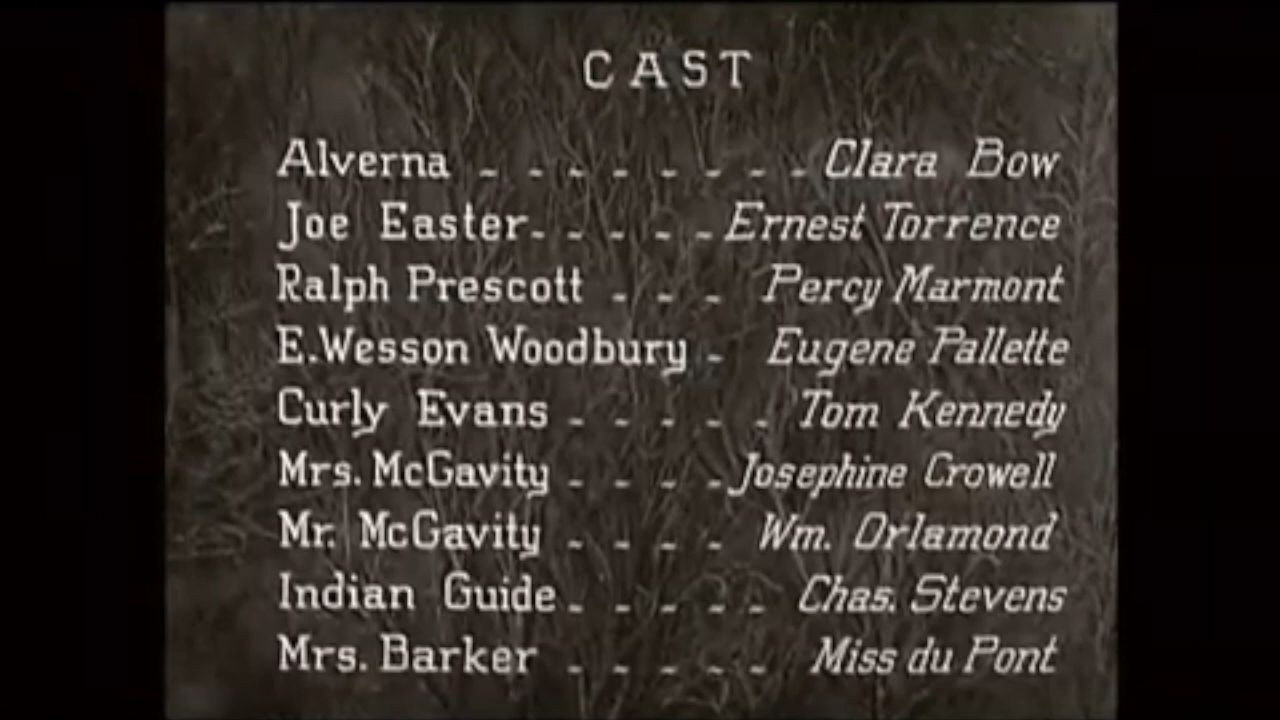 CAST
Alverna - - - - - - - - Clara Bow
Joe Easter - - - - - Ernest Torrence
Ralph Prescott - - - Percy Marmont
E. Wesson Woodbury - Eugene Pallette
Curly Evans - - - - - Tom Kennedy
Mrs. McGavity - - - - Josephine Crowell
Mr. McGavity - - - - Wm. Orlamond
Indian Guide - - - - - Chas. Stevens
Mrs. Barker - - - - - Miss du Pont